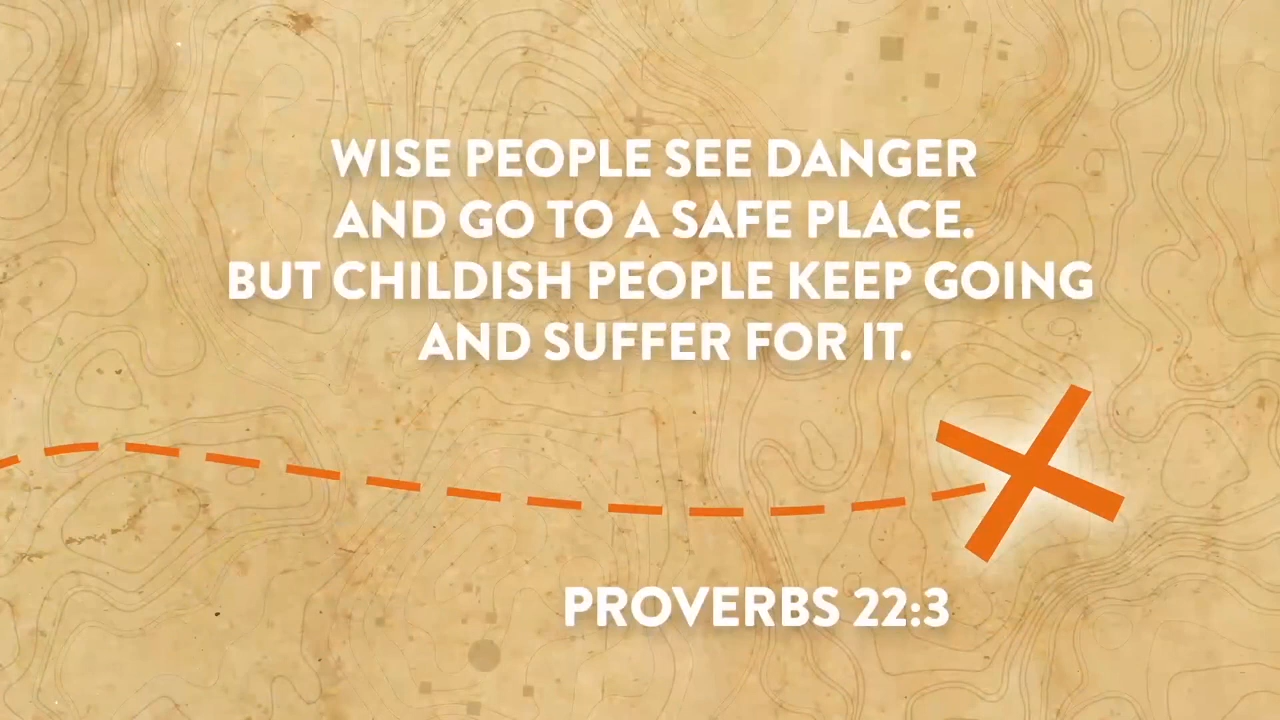 WISE PEOPLE SEE DANGER
AND GO TO A SAFE PLACE.
BUT CHILDISH PEOPLE KEEP GOING
AND SUFFER FOR IT.
PROVERBS 22:3